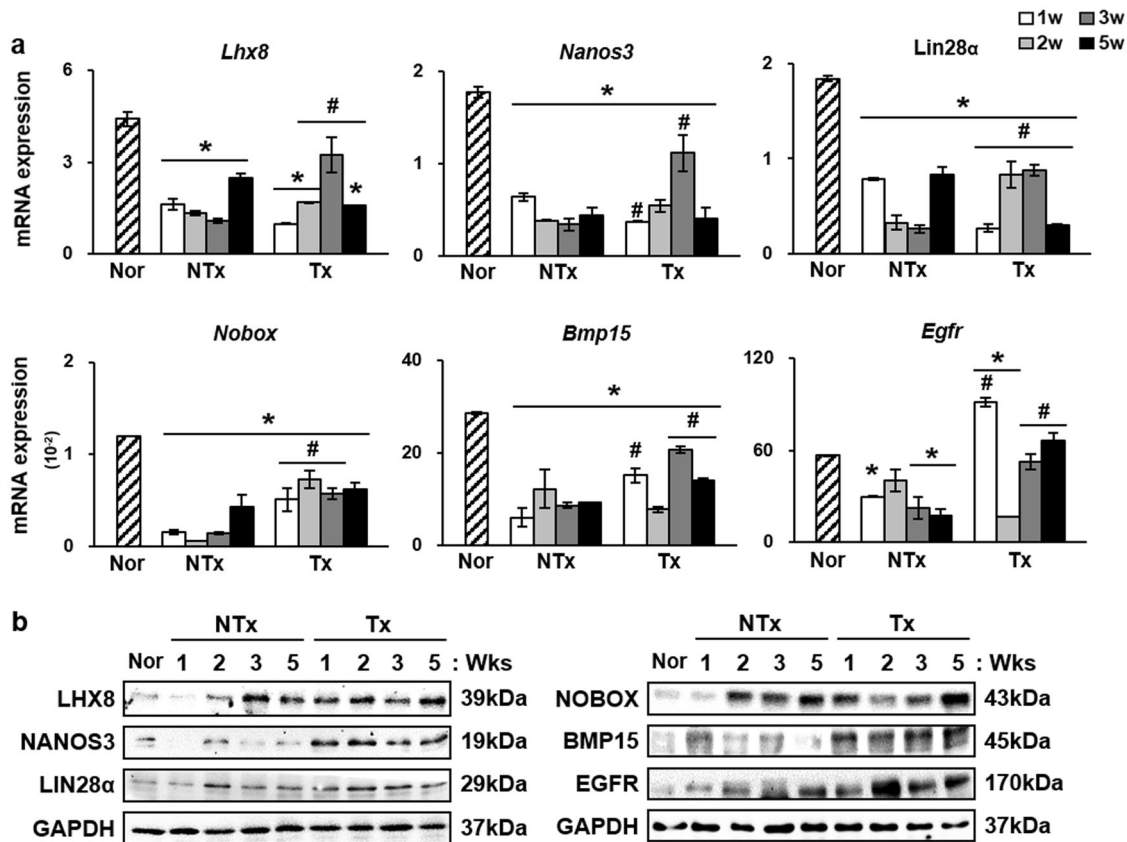 1w 3w
2w 5w
a
Lhx8
Nanos3
Lin28α
mRNA expression
6
3
0
*
*
#
*
Nor NTx Tx
2
1
0
*
#
#
Nor NTx Tx
2
1
0
*
#
Nor NTx Tx
Nobox
Bmp15
Egfr
mRNA expression
(10⁻²)
2
1
0
*
#
Nor NTx Tx
40
20
0
*
#
#
Nor NTx Tx
120
60
0
*
*
*
#
#
Nor NTx Tx
b
NTx Tx
Nor 1 2 3 5 1 2 3 5 : Wks
LHX8 39kDa
NANOS3 19kDa
LIN28α 29kDa
GAPDH 37kDa
NTx Tx
Nor 1 2 3 5 1 2 3 5 : Wks
NOBOX 43kDa
BMP15 45kDa
EGFR 170kDa
GAPDH 37kDa